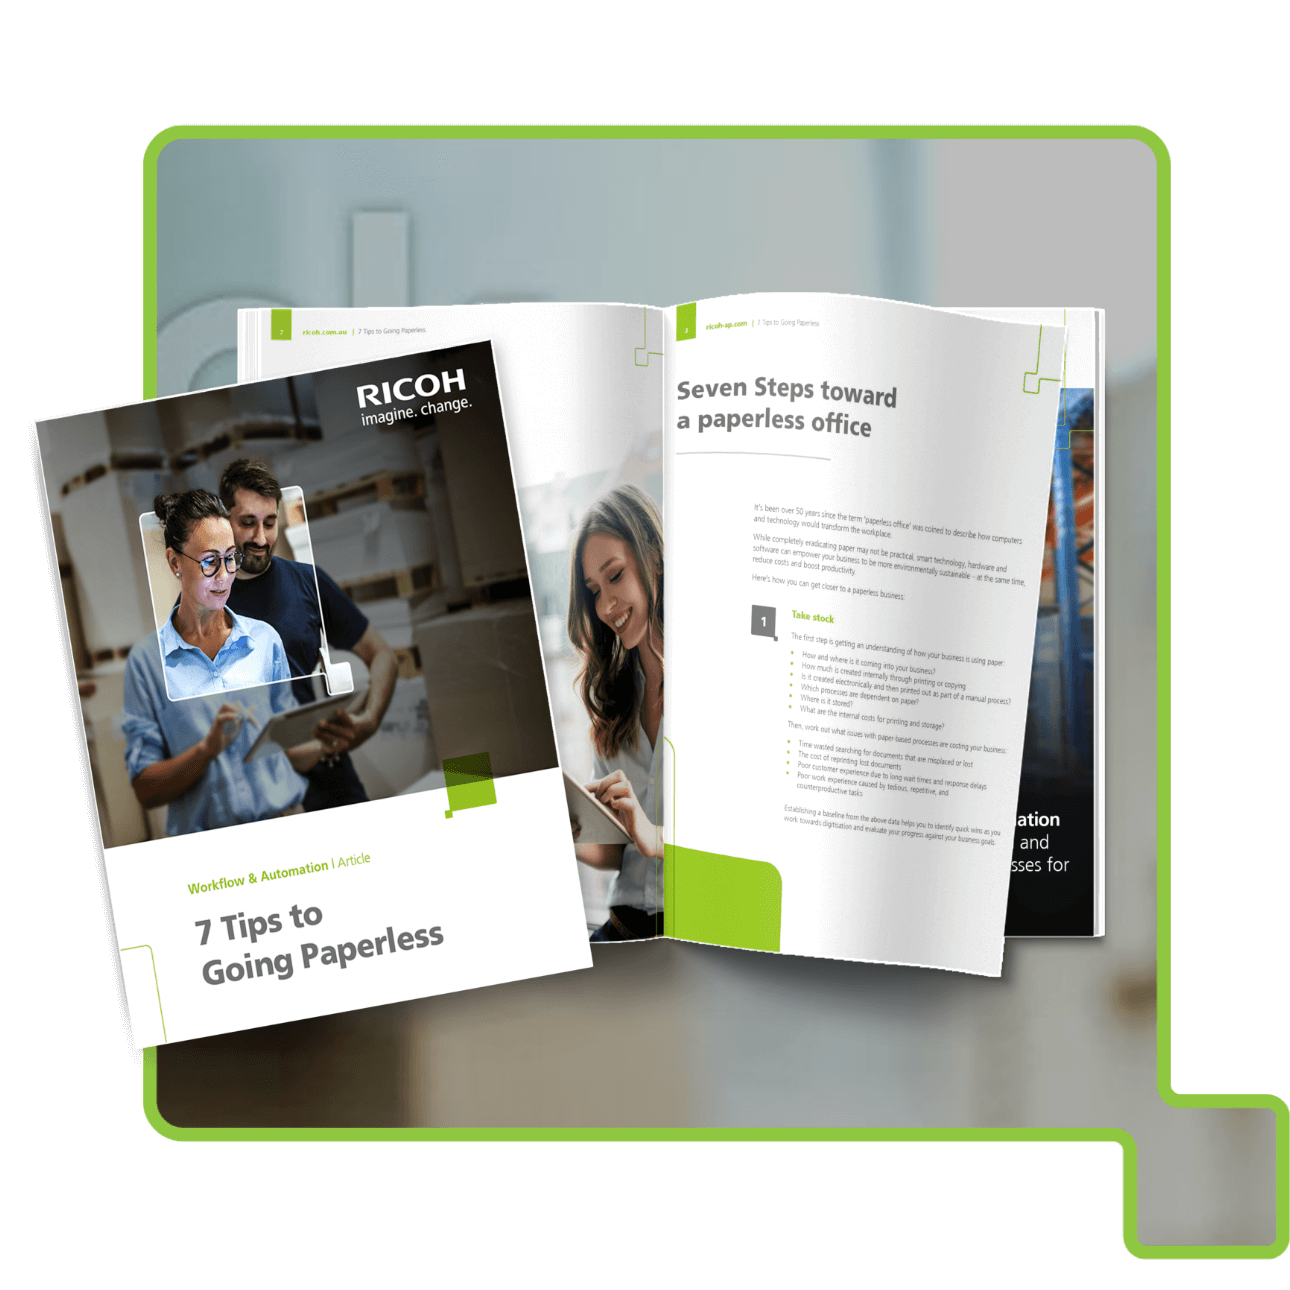 RICOH
imagine. change.
Workflow & Automation | Article
7 Tips to
Going Paperless
2 ricoh.com.au | 7 Tips to Going Paperless
3 ricoh-ap.com | 7 Tips to Going Paperless
Seven Steps toward
a paperless office
It's been over 50 years since the term 'paperless office' was coined to describe how computers
and technology would transform the workplace.
While completely eradicating paper may not be practical, smart technology, hardware and
software can empower your business to be more environmentally sustainable – at the same time,
reduce costs and boost productivity.
Here's how you can get closer to a paperless business:
1 Take stock
The first step is getting an understanding of how your business is using paper:
• How and where is it coming into your business?
• How much is created internally through printing or copying
• Is it created electronically and then printed out as part of a manual process?
• Which processes are dependent on paper?
• Where is it stored?
• What are the internal costs for printing and storage?
Then, work out what issues with paper-based processes are costing your business:
• Time wasted searching for documents that are misplaced or lost
• The cost of reprinting lost documents
• Poor customer experience due to long wait times and response delays
• Poor work experience caused by tedious, repetitive, and
counterproductive tasks
Establishing a baseline from the above data helps you to identify quick wins as you
work towards digitisation and evaluate your progress against your business goals.
ation
and
sses for